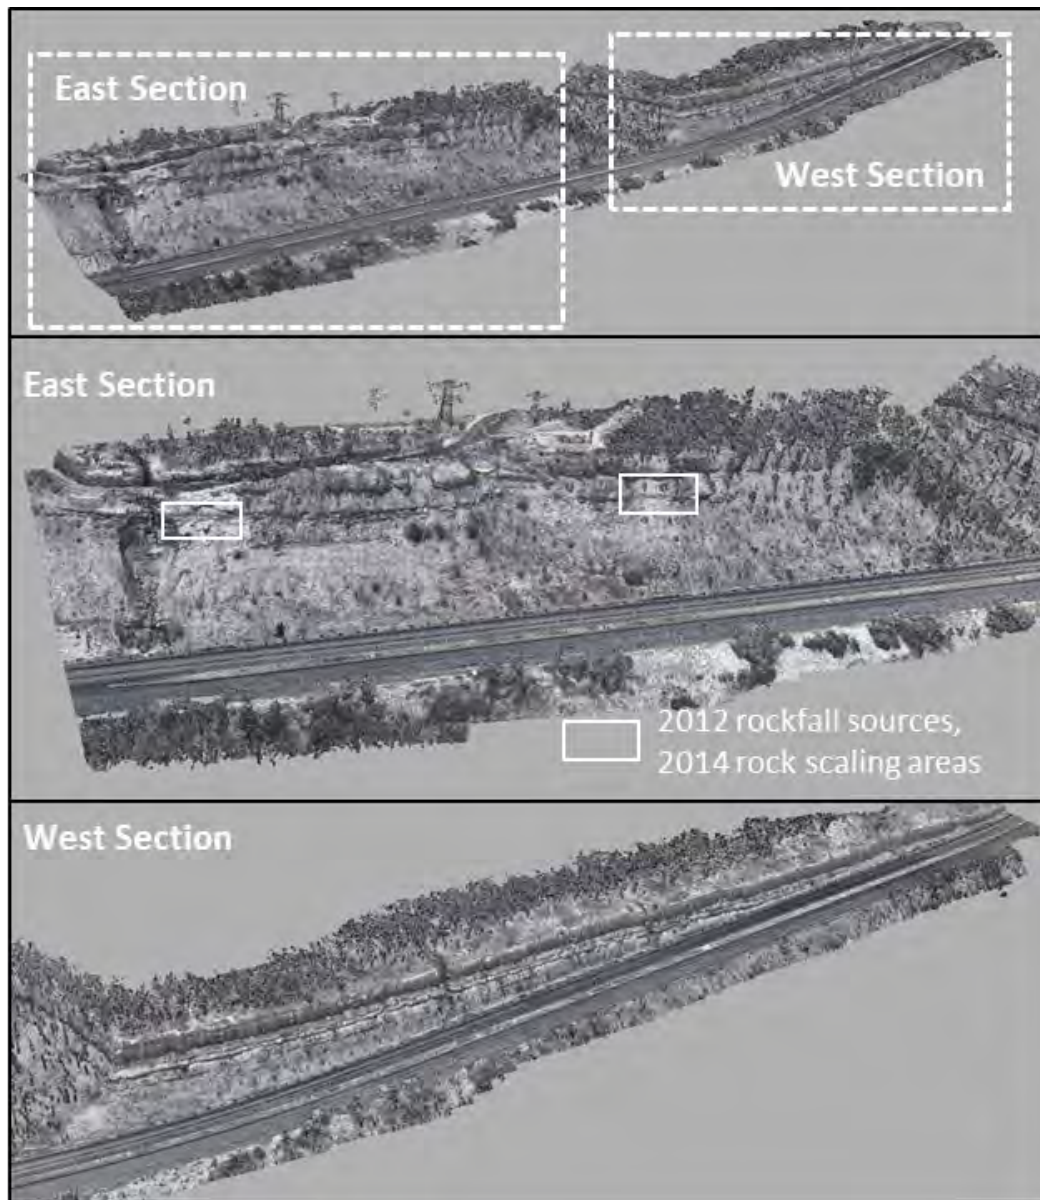 East Section
West Section
East Section
2012 rockfall sources,
2014 rock scaling areas
West Section